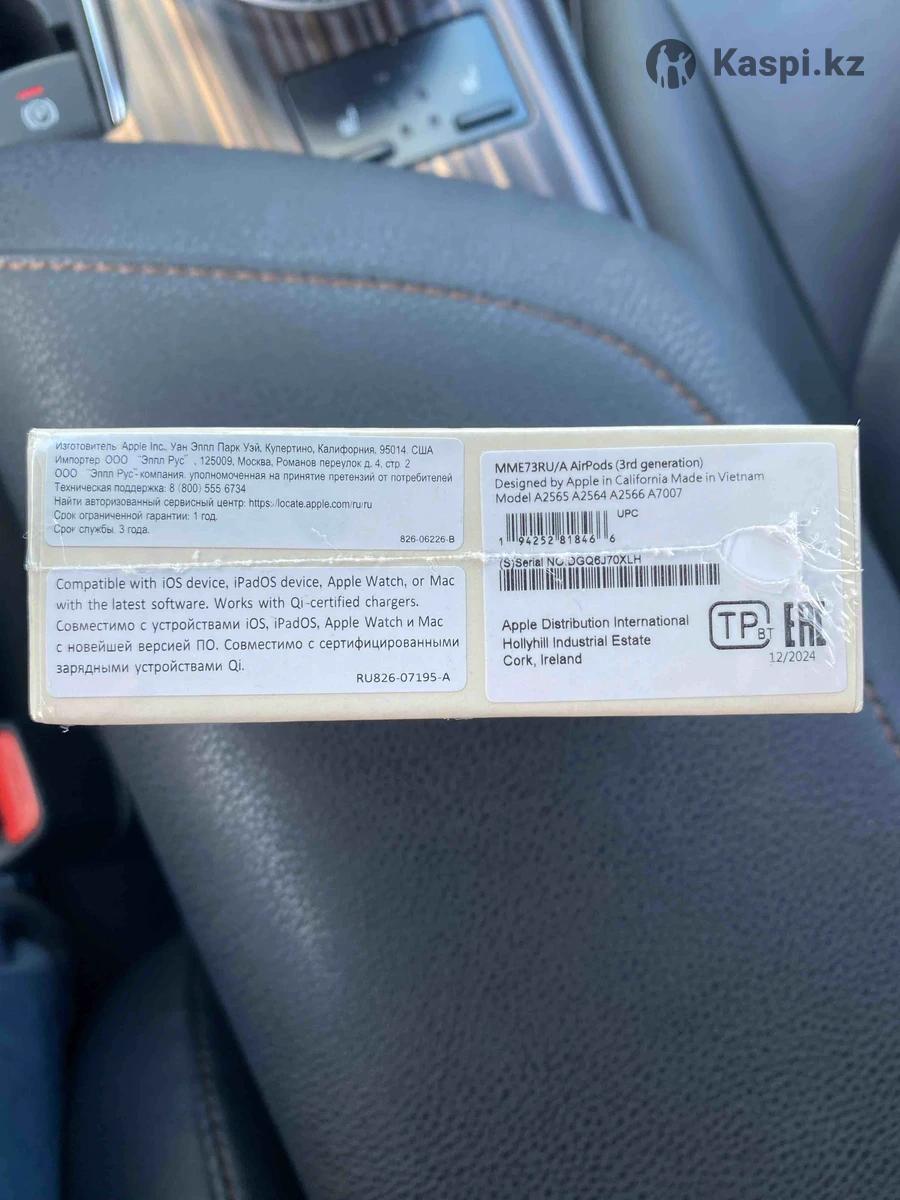 Kaspi.kz
Изготовитель Apple Inc., Уан Эппл Парк Уэй, Купертино, Калифорния, 95014, США
Импортер ООО "Эппл Рус" , 125009, Москва, Романов переулок д. 4, стр. 2
ООО "Эппл Рус"-компания, уполномоченная на принятие претензий от потребителей
Техническая поддержка: 8 (800) 555 6734
Найти авторизованный сервисный центр: https://locate.apple.com/ru/ru
Срок ограниченной гарантии: 1 год.
Срок службы. 3 года.
826-06226-B
Compatible with iOS device, iPadOS device, Apple Watch, or Mac
with the latest software. Works with Qi-certified chargers.
Совместимо с устройствами iOS, iPadOS, Apple Watch и Mac
с новейшей версией ПО. Совместимо с сертифицированными
зарядными устройствами Qi.
RU826-07195-A
MME73RU/A AirPods (3rd generation)
Designed by Apple in California Made in Vietnam
Model A2565 A2564 A2566 A7007
UPC
1 94252 81846 6
(S)Serial NO.DGQ6J70XLH
Apple Distribution International
Hollyhill Industrial Estate
Cork, Ireland
TP BT EAC
12/2024